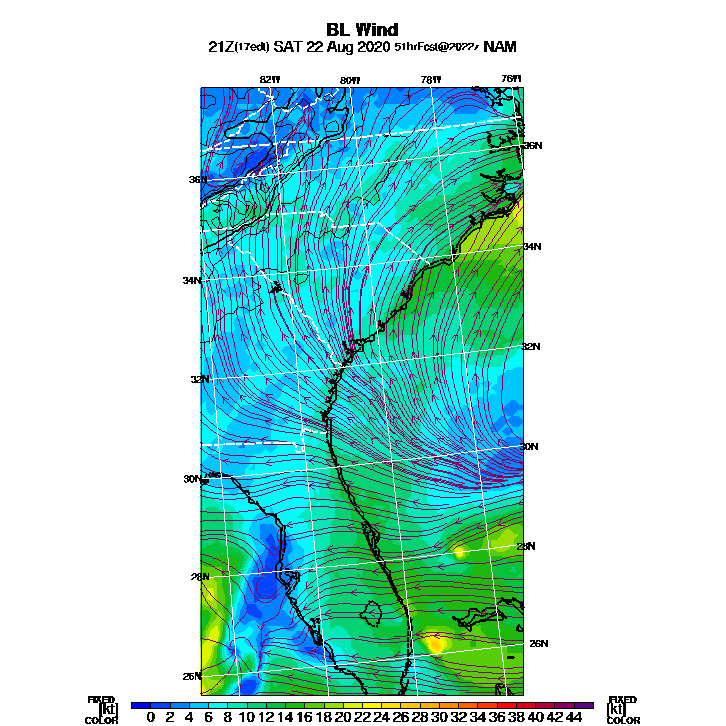 BL Wind
21Z(17edt) SAT 22 Aug 2020 51hrFcst@2022z NAM
82W 80W 78W 76W
36N
36N
34N
34N
32N
32N
30N
30N
28N
28N
26N
26N
FIXED
[kt]
COLOR
0 2 4 6 8 10 12 14 16 18 20 22 24 26 28 30 32 34 36 38 40 42 44
FIXED
[kt]
COLOR